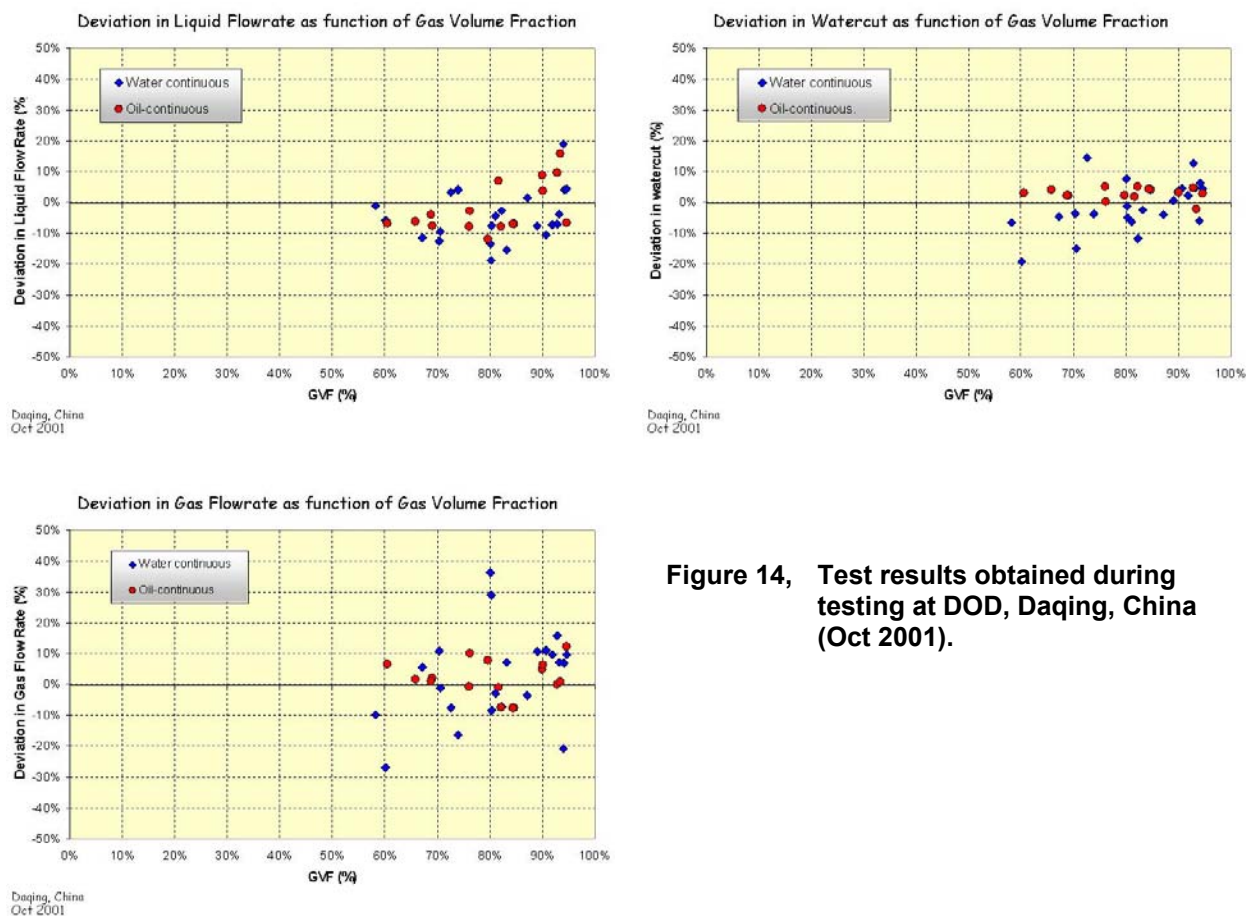 Deviation in Liquid Flowrate as function of Gas Volume Fraction
50%
40%
30%
20%
10%
0%
-10%
-20%
-30%
-40%
-50%
Deviation in Liquid Flow Rate (%
Water continuous
Oil-continuous
0% 10% 20% 30% 40% 50% 60% 70% 80% 90% 100%
GVF (%)
Daqing, China
Oct 2001
Deviation in Watercut as function of Gas Volume Fraction
50%
40%
30%
20%
10%
0%
-10%
-20%
-30%
-40%
-50%
Deviation in watercut (%)
Water continuous
Oil-continuous.
0% 10% 20% 30% 40% 50% 60% 70% 80% 90% 100%
GVF (%)
Daqing, China
Oct 2001
Deviation in Gas Flowrate as function of Gas Volume Fraction
50%
40%
30%
20%
10%
0%
-10%
-20%
-30%
-40%
-50%
Deviation in Gas Flow Rate (%)
Water continuous
Oil-continuous
0% 10% 20% 30% 40% 50% 60% 70% 80% 90% 100%
GVF (%)
Daqing, China
Oct 2001
Figure 14, Test results obtained during
testing at DOD, Daqing, China
(Oct 2001).